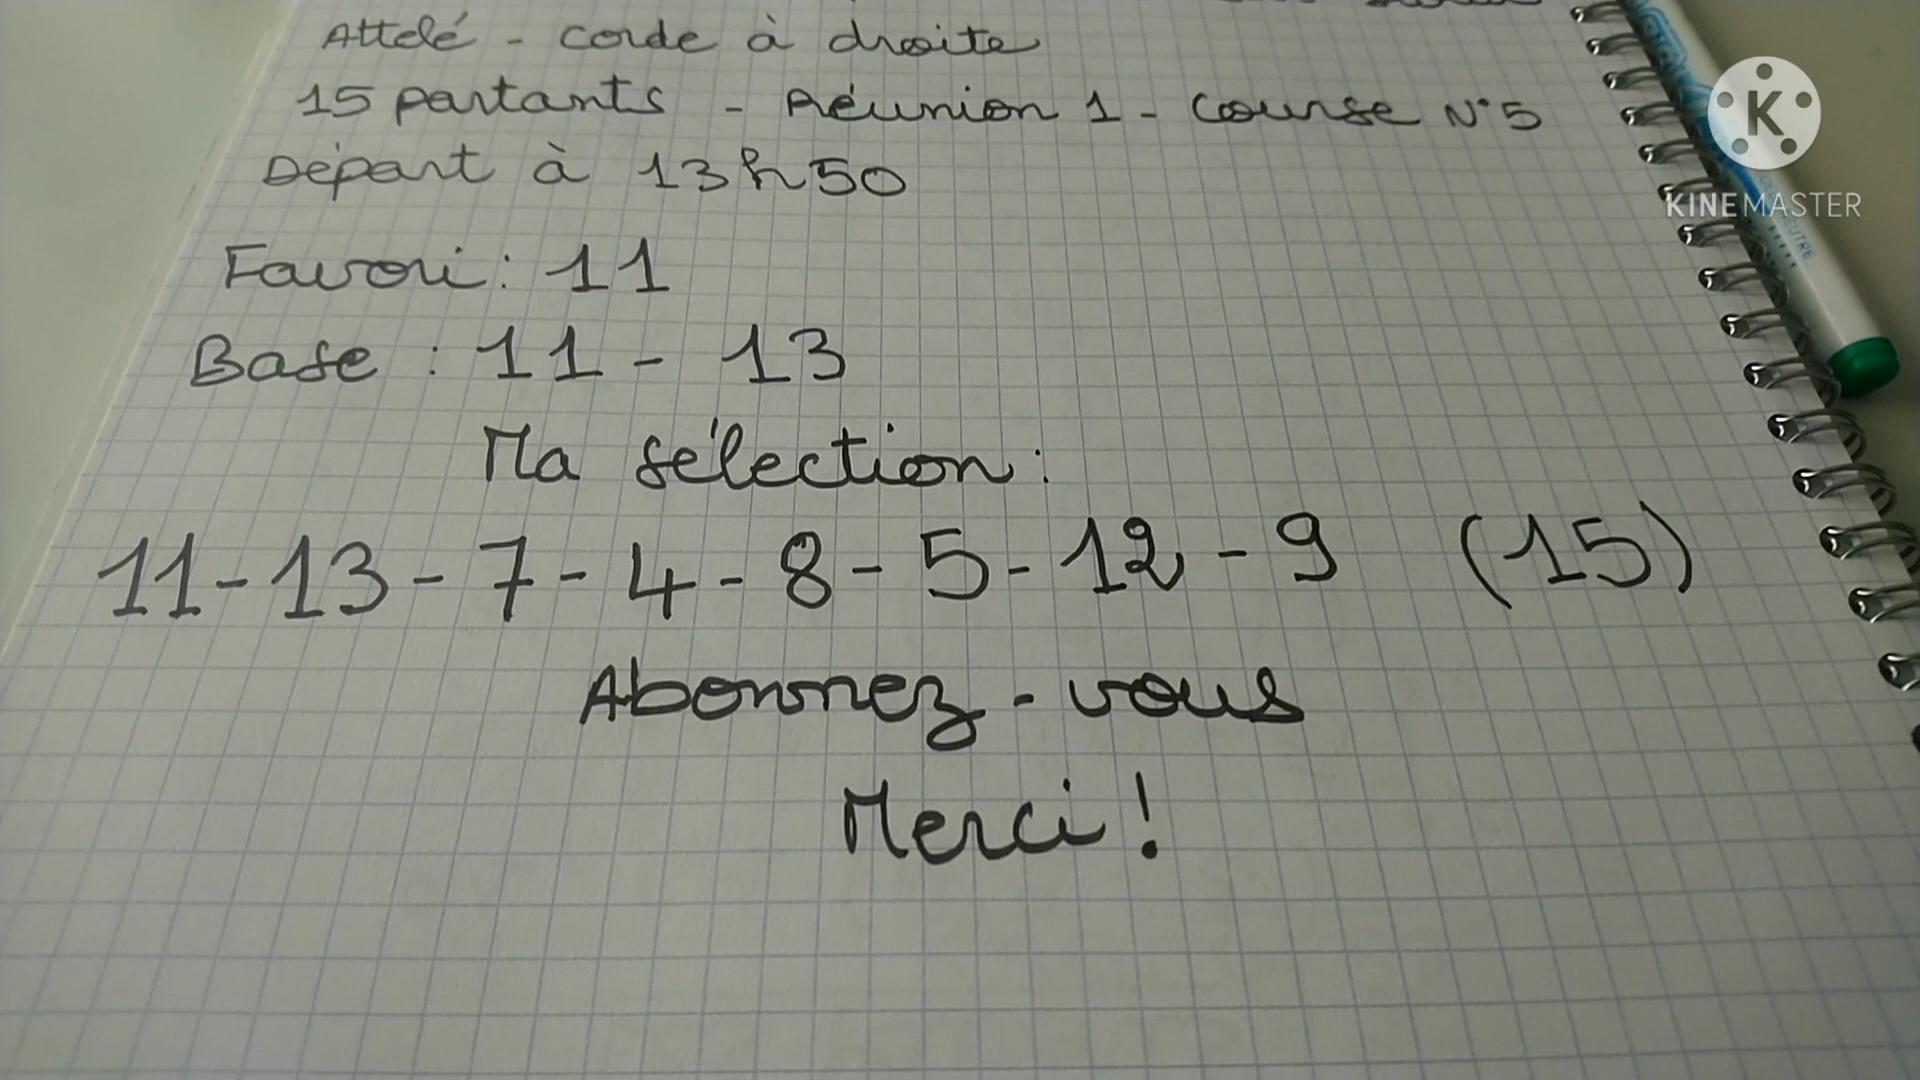 Attelé - corde à droite
15 partants - Réunion 1 - course N°5
Départ à 13h50
Favori : 11
Base : 11 - 13
Ma sélection :
11 - 13 - 7 - 4 - 8 - 5 - 12 - 9 (15)
Abonnez-vous
Merci !
K
KINEMASTER